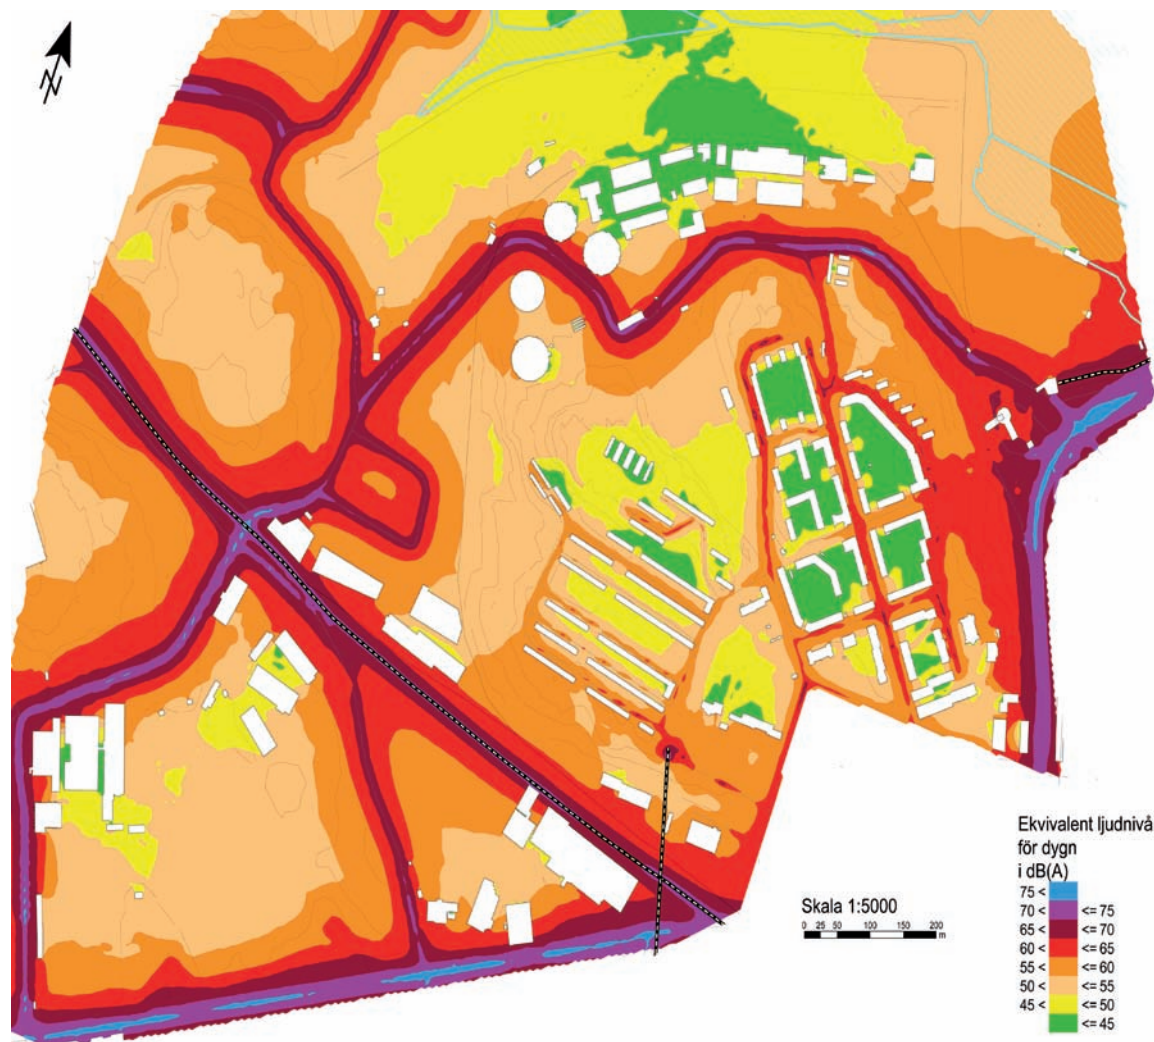 N
Ekvivalent ljudnivå
för dygn
i dB(A)
75 <
70 < <= 75
65 < <= 70
60 < <= 65
55 < <= 60
50 < <= 55
45 < <= 50
<= 45
Skala 1:5000
0 25 50 100 150 200
m